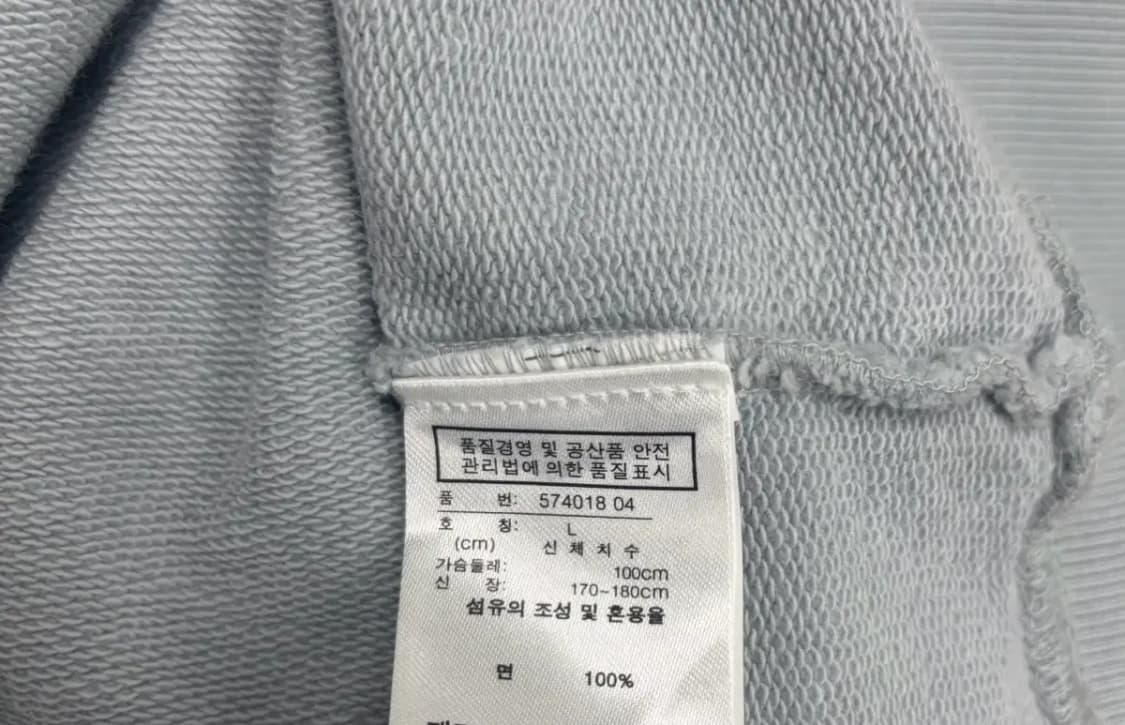 품질경영 및 공산품 안전
관리법에 의한 품질표시
품 번: 574018 04
호 칭: L
(cm) 신 체 치 수
가슴둘레: 100cm
신 장: 170~180cm
섬유의 조성 및 혼용율
면 100%